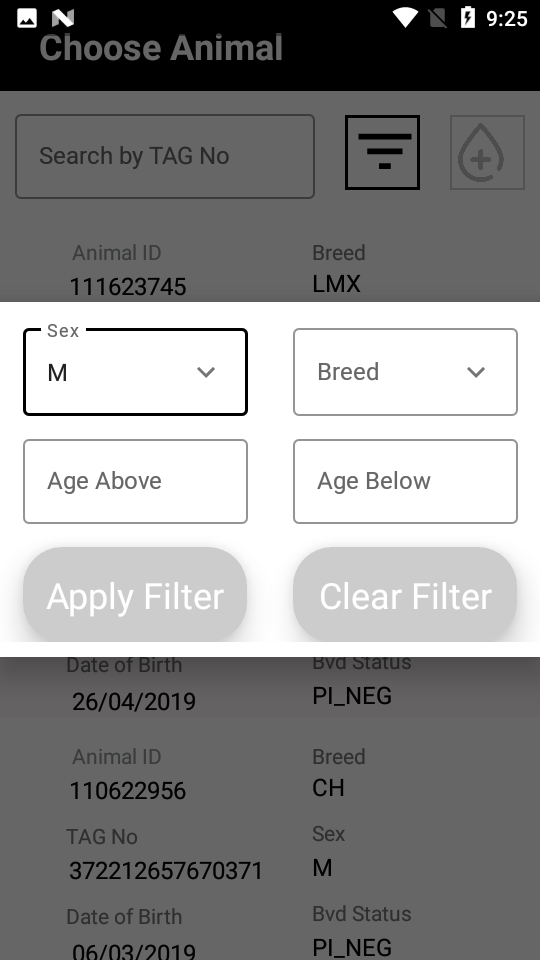 9:25
Choose Animal
Search by TAG No
Animal ID
Breed
111623745
LMX
Sex
M
Breed
Age Above
Age Below
Apply Filter
Clear Filter
Date of Birth
Bvd Status
26/04/2019
PI_NEG
Animal ID
Breed
110622956
CH
TAG No
Sex
372212657670371
M
Date of Birth
Bvd Status
06/03/2019
PI_NEG